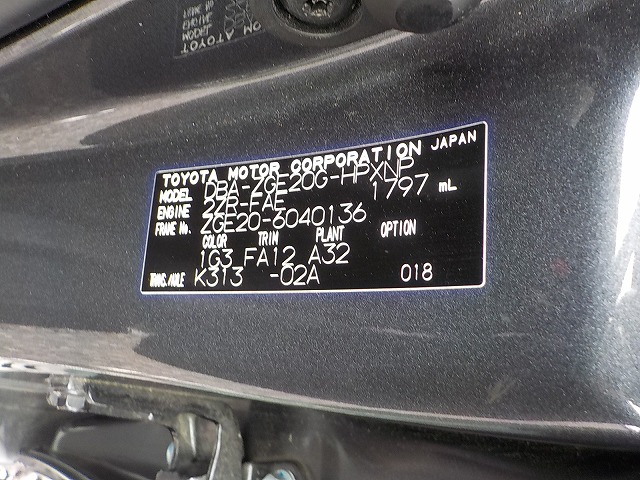 TOYOTA MOTOR CORPORATION JAPAN
MODEL DBA-ZGE20G-HPXNP
ENGINE 2ZR-FAE 1797 mL
FRAME No. ZGE20-6040136
COLOR TRIM PLANT OPTION
1G3 FA12 A32
TRANS./AXLE K313 -02A 018